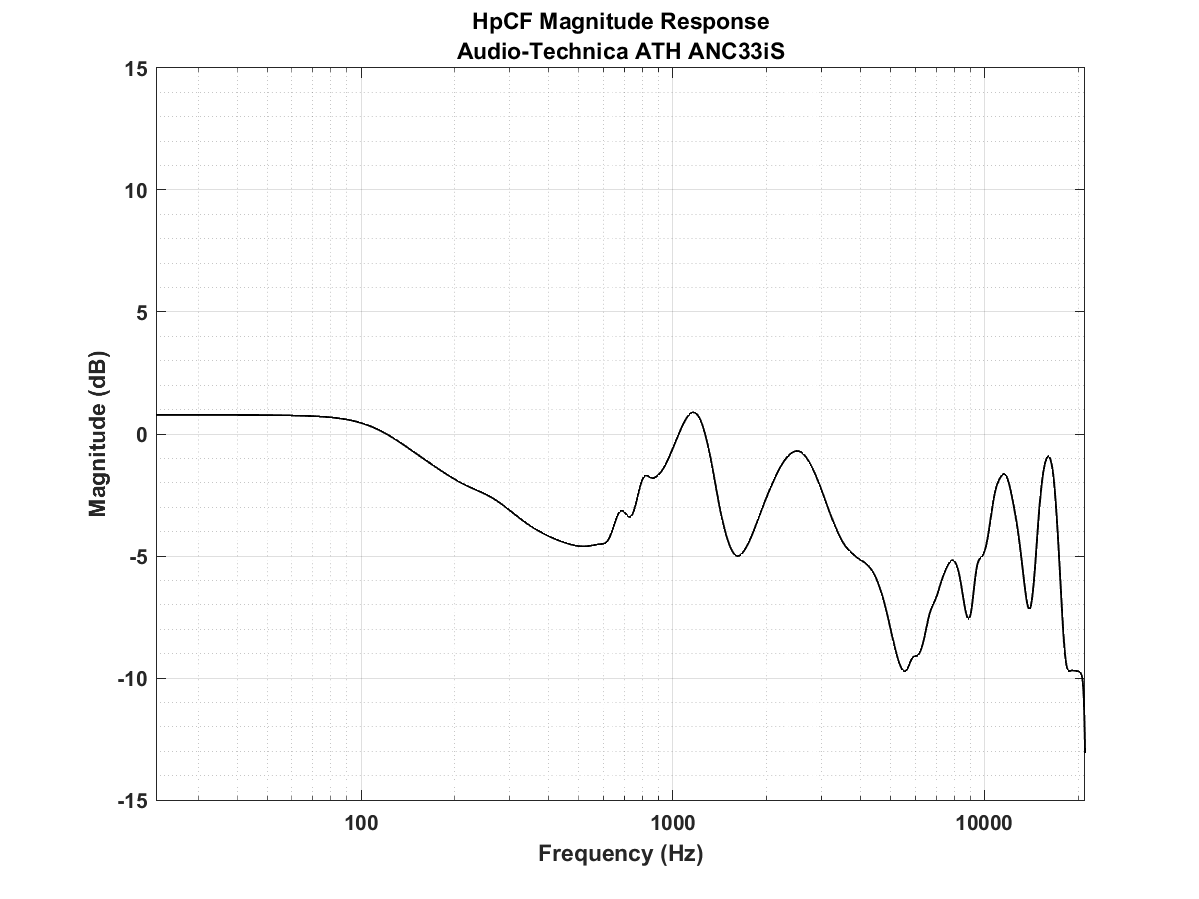 HpCF Magnitude Response
Audio-Technica ATH ANC33iS
15
10
5
0
-5
-10
-15
Magnitude (dB)
100
1000
10000
Frequency (Hz)